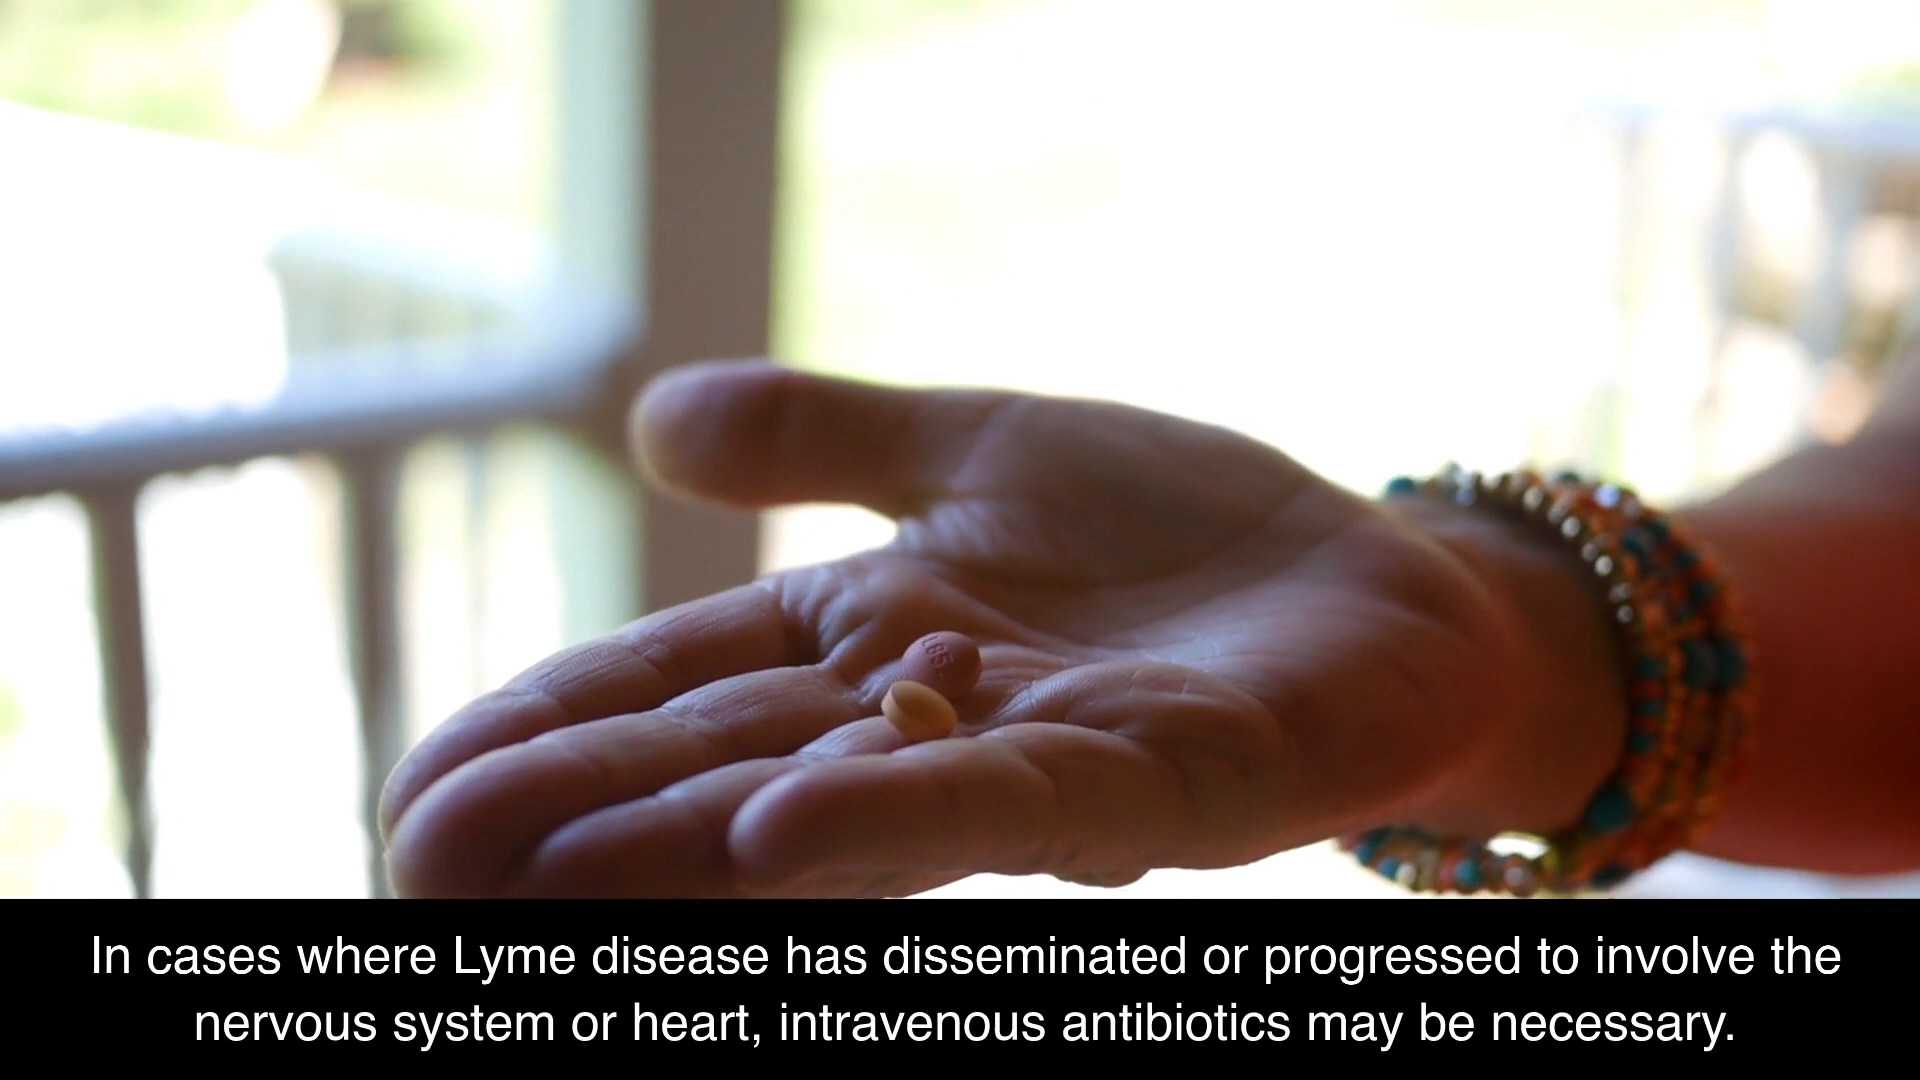 L85
In cases where Lyme disease has disseminated or progressed to involve the
nervous system or heart, intravenous antibiotics may be necessary.